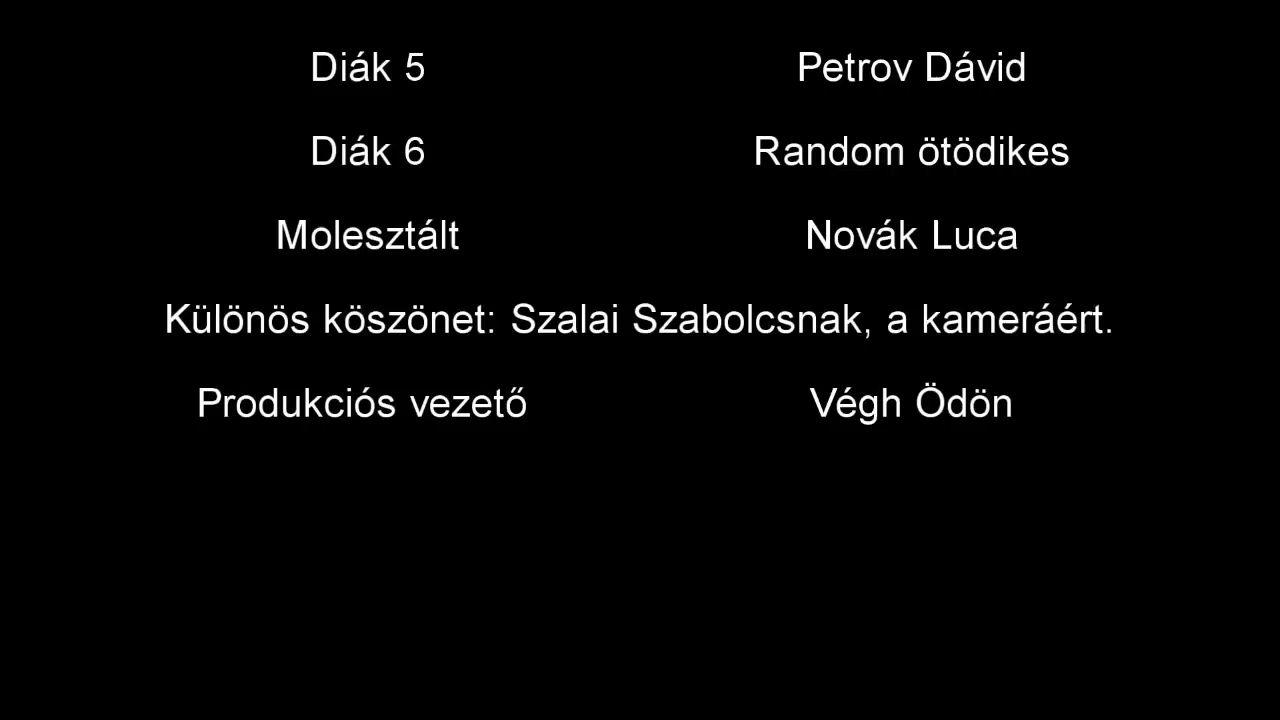 Diák 5 Petrov Dávid
Diák 6 Random ötödikes
Molesztált Novák Luca
Különös köszönet: Szalai Szabolcsnak, a kameráért.
Produkciós vezető Végh Ödön